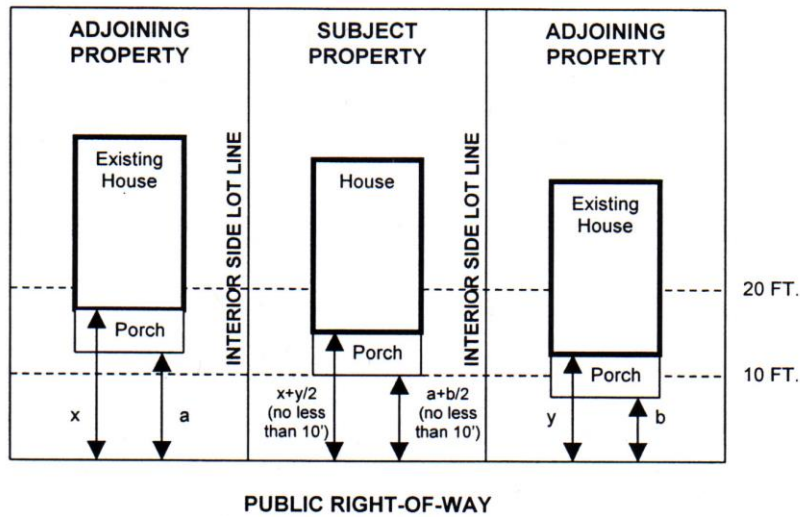 ADJOINING
PROPERTY
SUBJECT
PROPERTY
ADJOINING
PROPERTY
Existing
House
INTERIOR SIDE LOT LINE
House
INTERIOR SIDE LOT LINE
Existing
House
20 FT.
Porch
Porch
Porch
10 FT.
x
a
x+y/2
(no less
than 10')
a+b/2
(no less
than 10')
y
b
PUBLIC RIGHT-OF-WAY